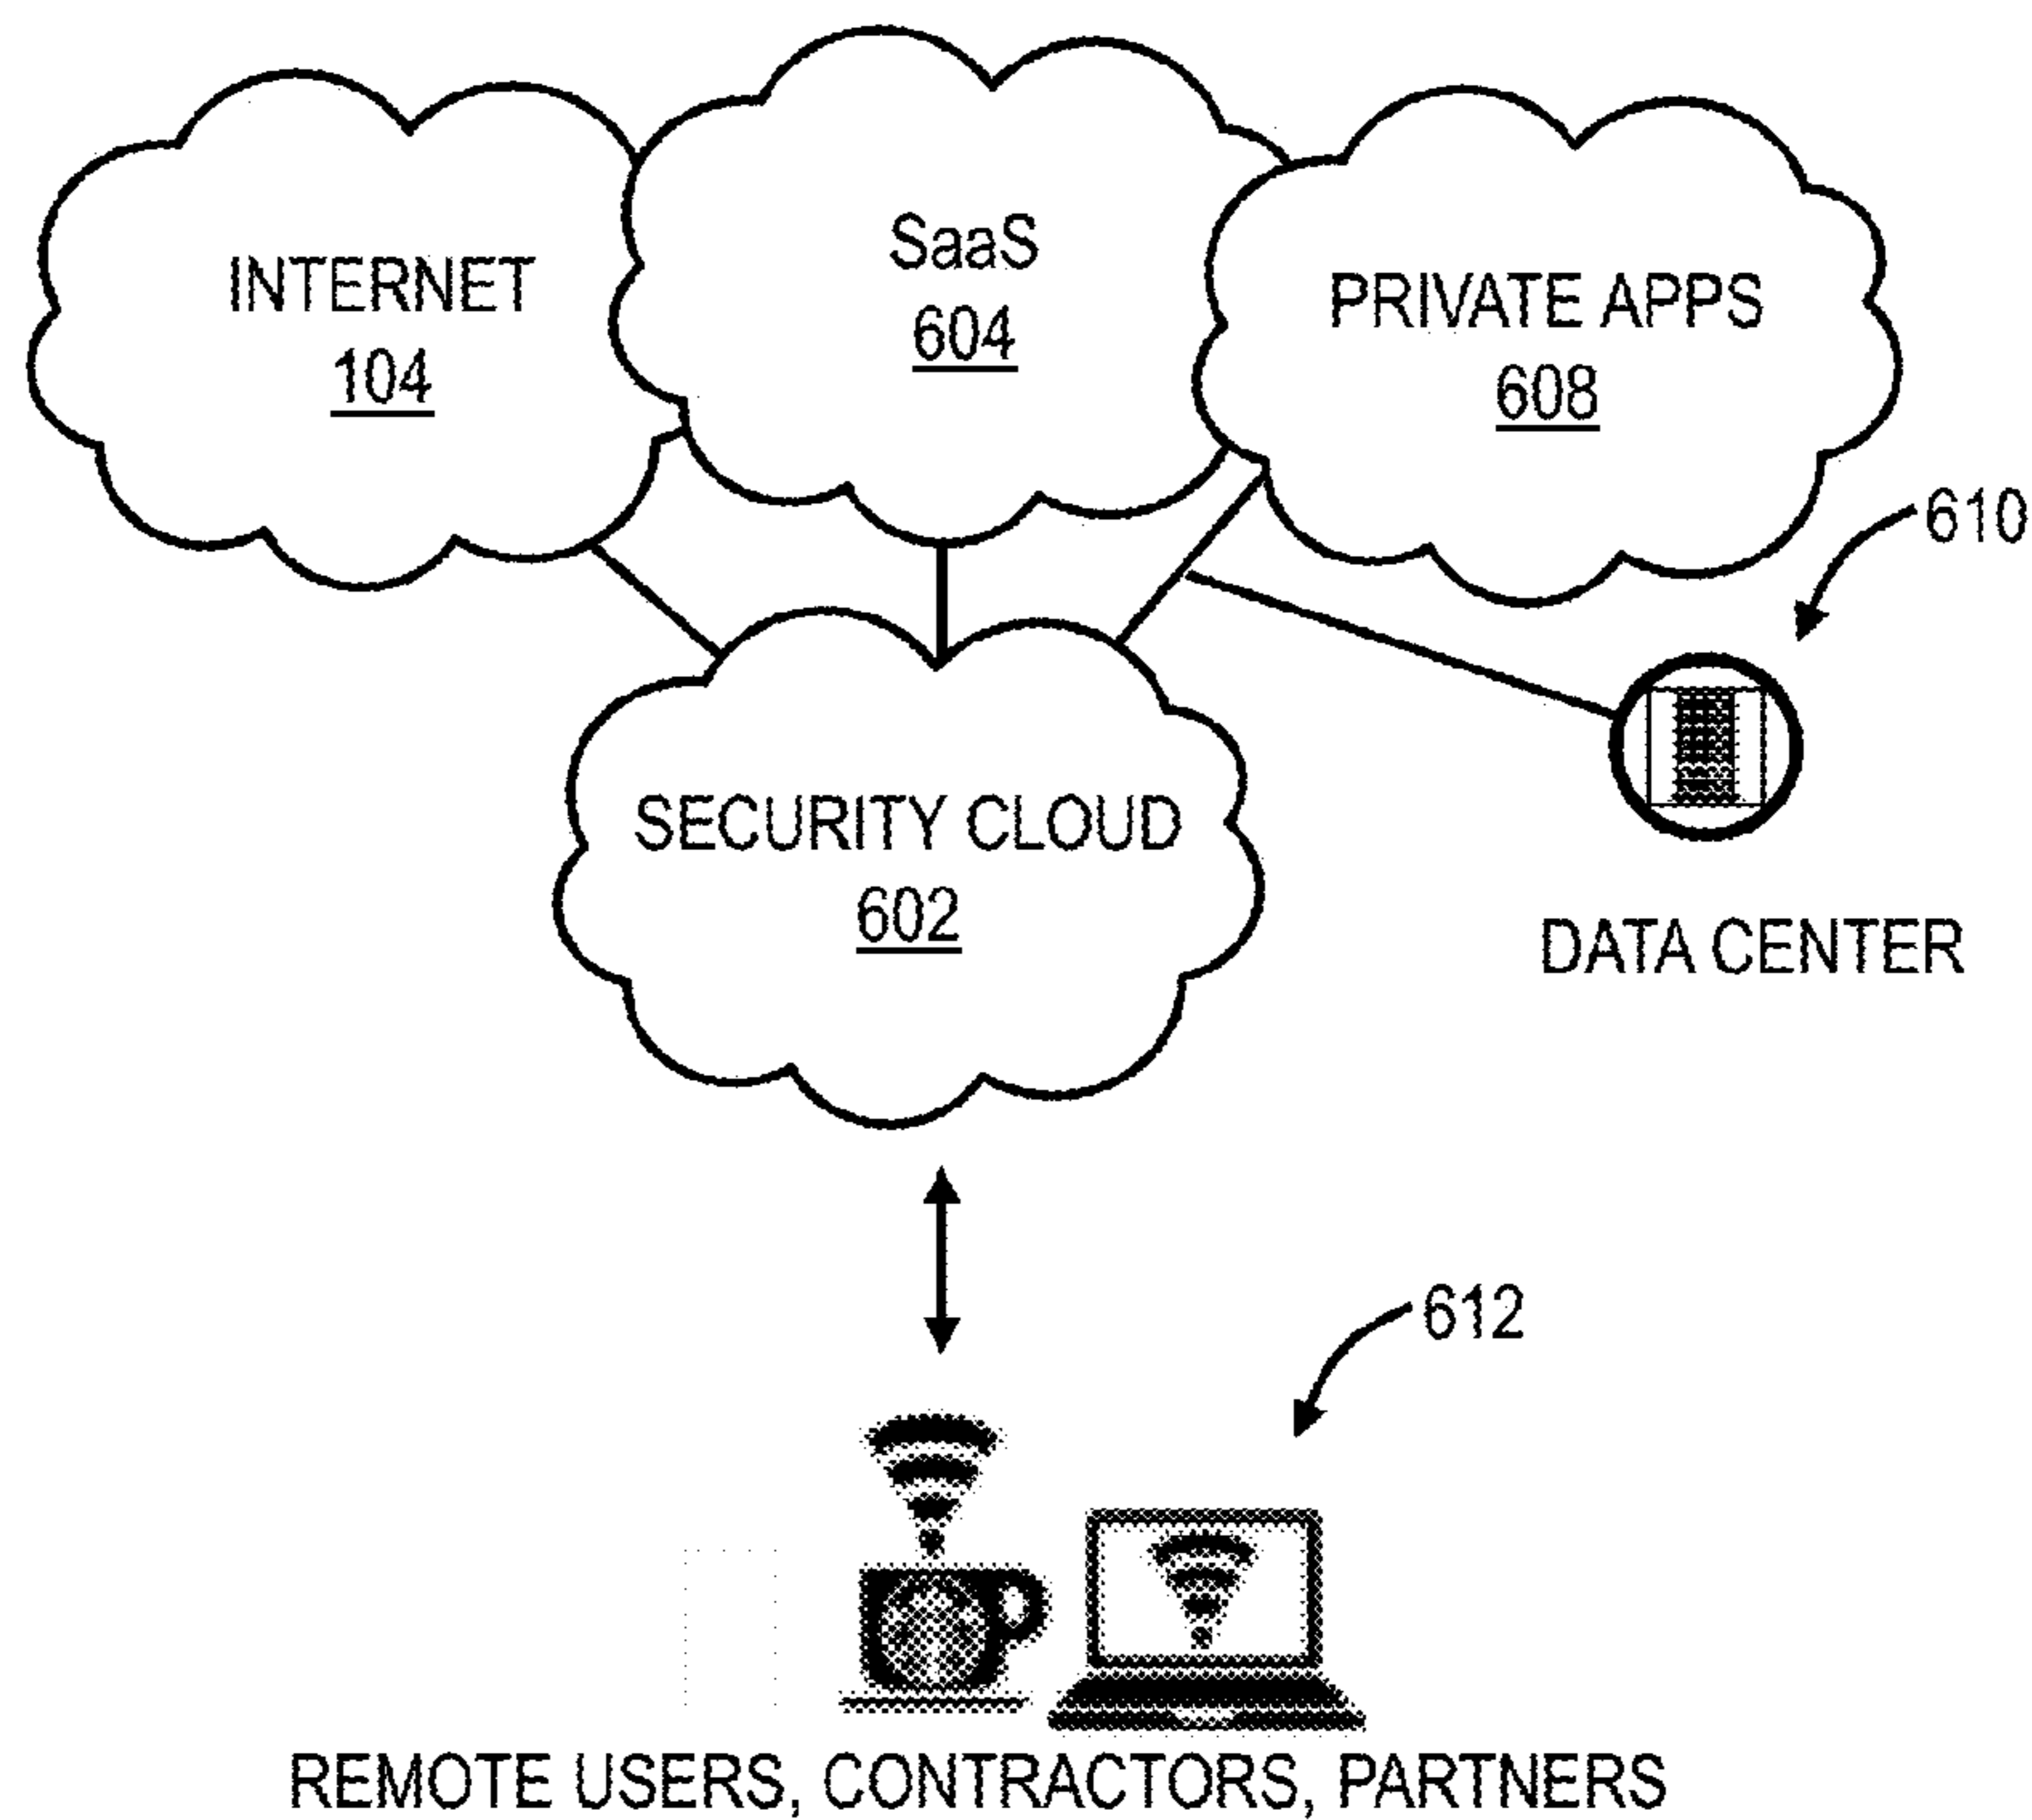 INTERNET
104
SaaS
604
PRIVATE APPS
608
610
SECURITY CLOUD
602
DATA CENTER
612
REMOTE USERS, CONTRACTORS, PARTNERS